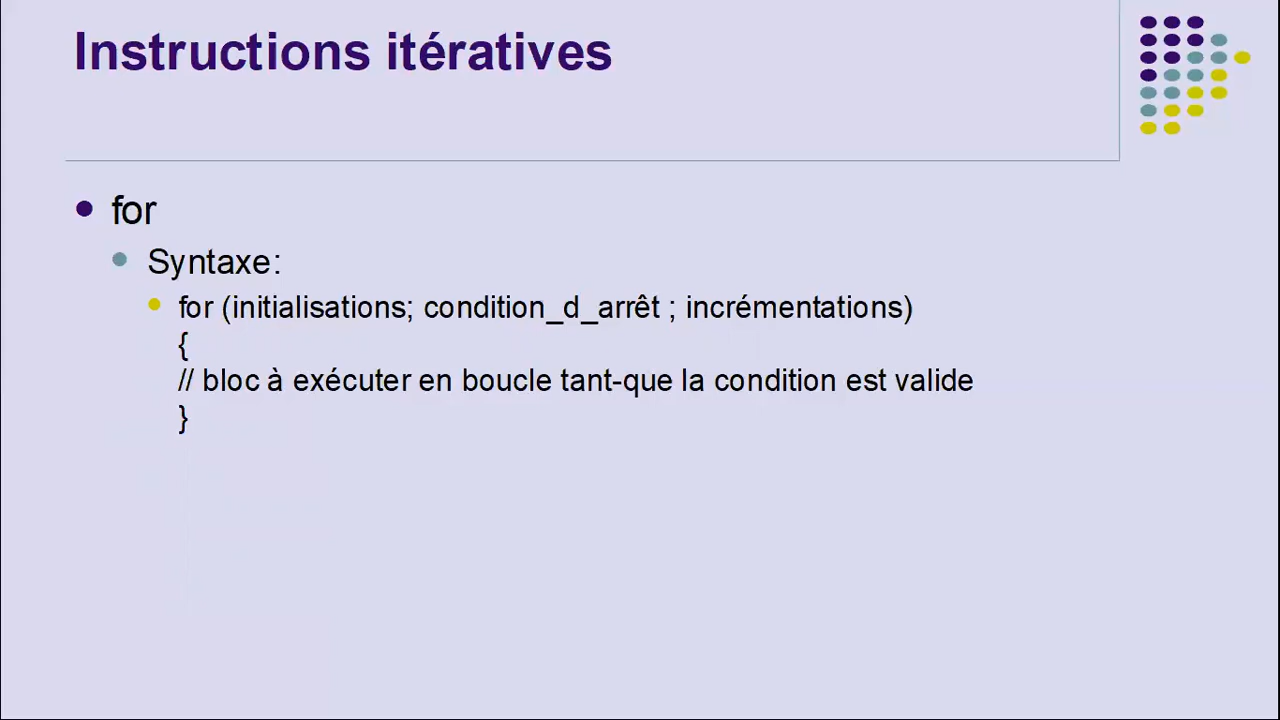 Instructions itératives
for
Syntaxe:
for (initialisations; condition_d_arrêt ; incrémentations)
{
// bloc à exécuter en boucle tant-que la condition est valide
}